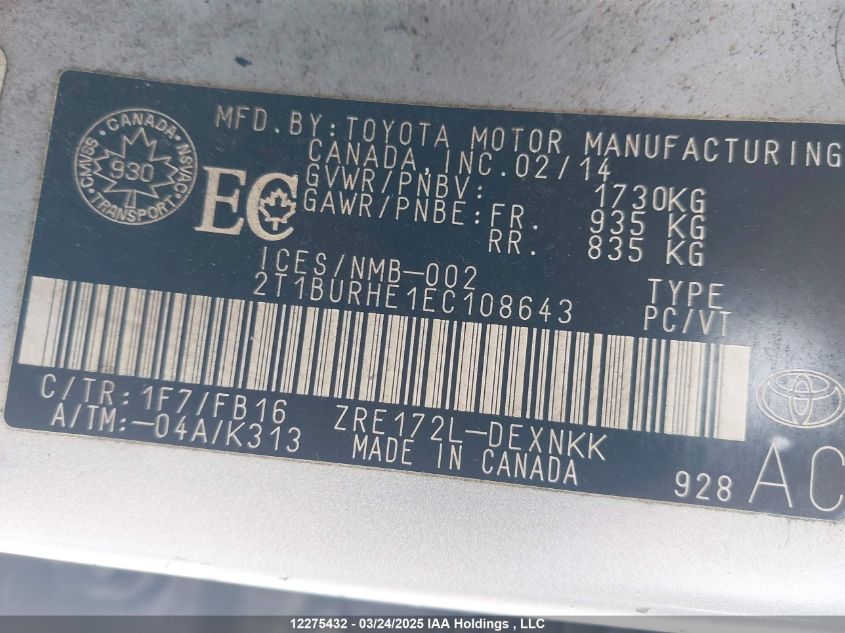 CANADA
CMVSS
NSVAC
930
TRANSPORT
EC
MFD. BY: TOYOTA MOTOR MANUFACTURING
CANADA, INC. 02/14
GVWR/PNBV: 1730KG
GAWR/PNBE: FR. 935 KG
RR. 835 KG
ICES/NMB-002
2T1BURHE1EC108643
TYPE
PC/VT
C/TR: 1F7/FB16 ZRE172L-DEXNKK
A/TM: -04A/K313 MADE IN CANADA
928 AC
12275432 - 03/24/2025 IAA Holdings , LLC